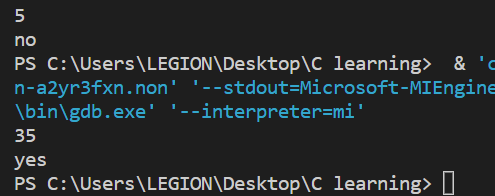 5
no
PS C:\Users\LEGION\Desktop\C learning>  & 'c
n-a2yr3fxn.non' '--stdout=Microsoft-MIEngine
\bin\gdb.exe' '--interpreter=mi'
35
yes
PS C:\Users\LEGION\Desktop\C learning>